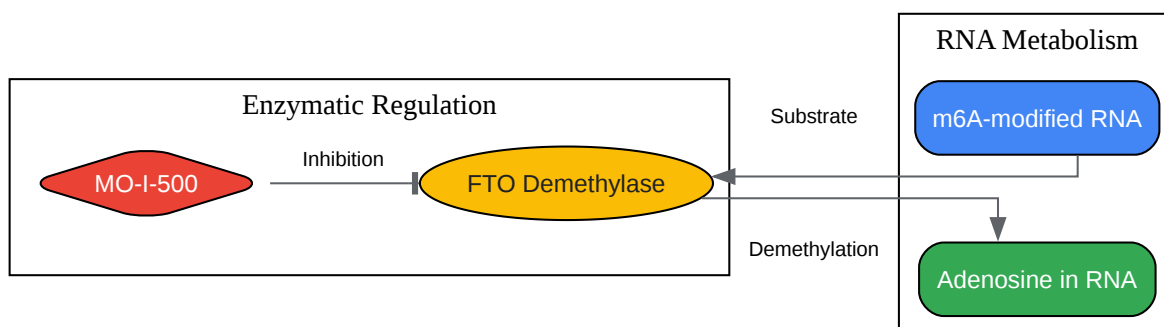 RNA Metabolism
Enzymatic Regulation
m6A-modified RNA
Substrate
Inhibition
MO-I-500
FTO Demethylase
Demethylation
Adenosine in RNA